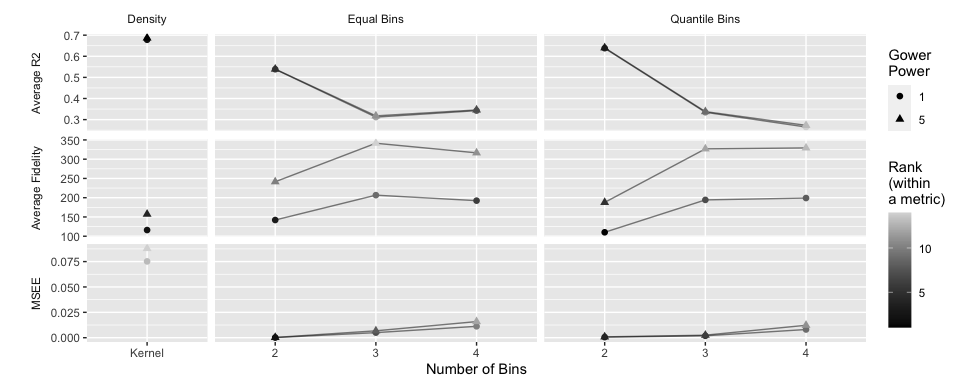 Density
Equal Bins
Quantile Bins
Average R2
0.7
0.6
0.5
0.4
0.3
Average Fidelity
350
300
250
200
150
100
MSEE
0.075
0.050
0.025
0.000
Kernel
2
3
4
2
3
4
Number of Bins
Gower
Power
1
5
Rank
(within
a metric)
10
5